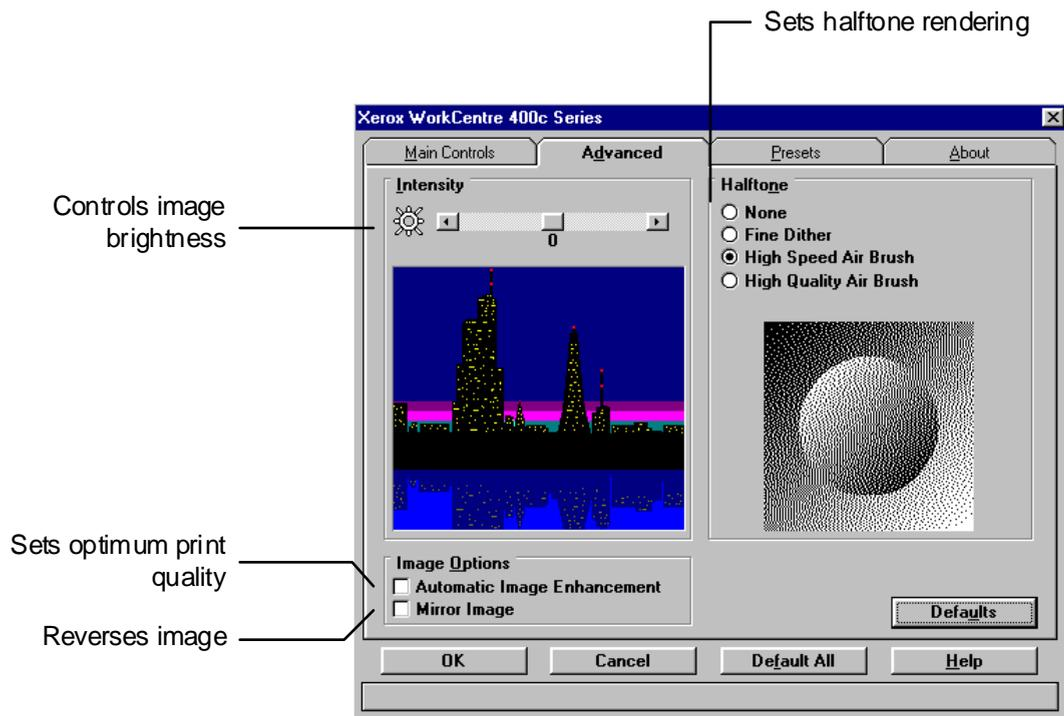 Sets halftone rendering
Xerox WorkCentre 400c Series
Main Controls
Advanced
Presets
About
Controls image
brightness
Intensity
0
Halftone
None
Fine Dither
High Speed Air Brush
High Quality Air Brush
Sets optimum print
quality
Reverses image
Image Options
Automatic Image Enhancement
Mirror Image
Defaults
OK
Cancel
Default All
Help